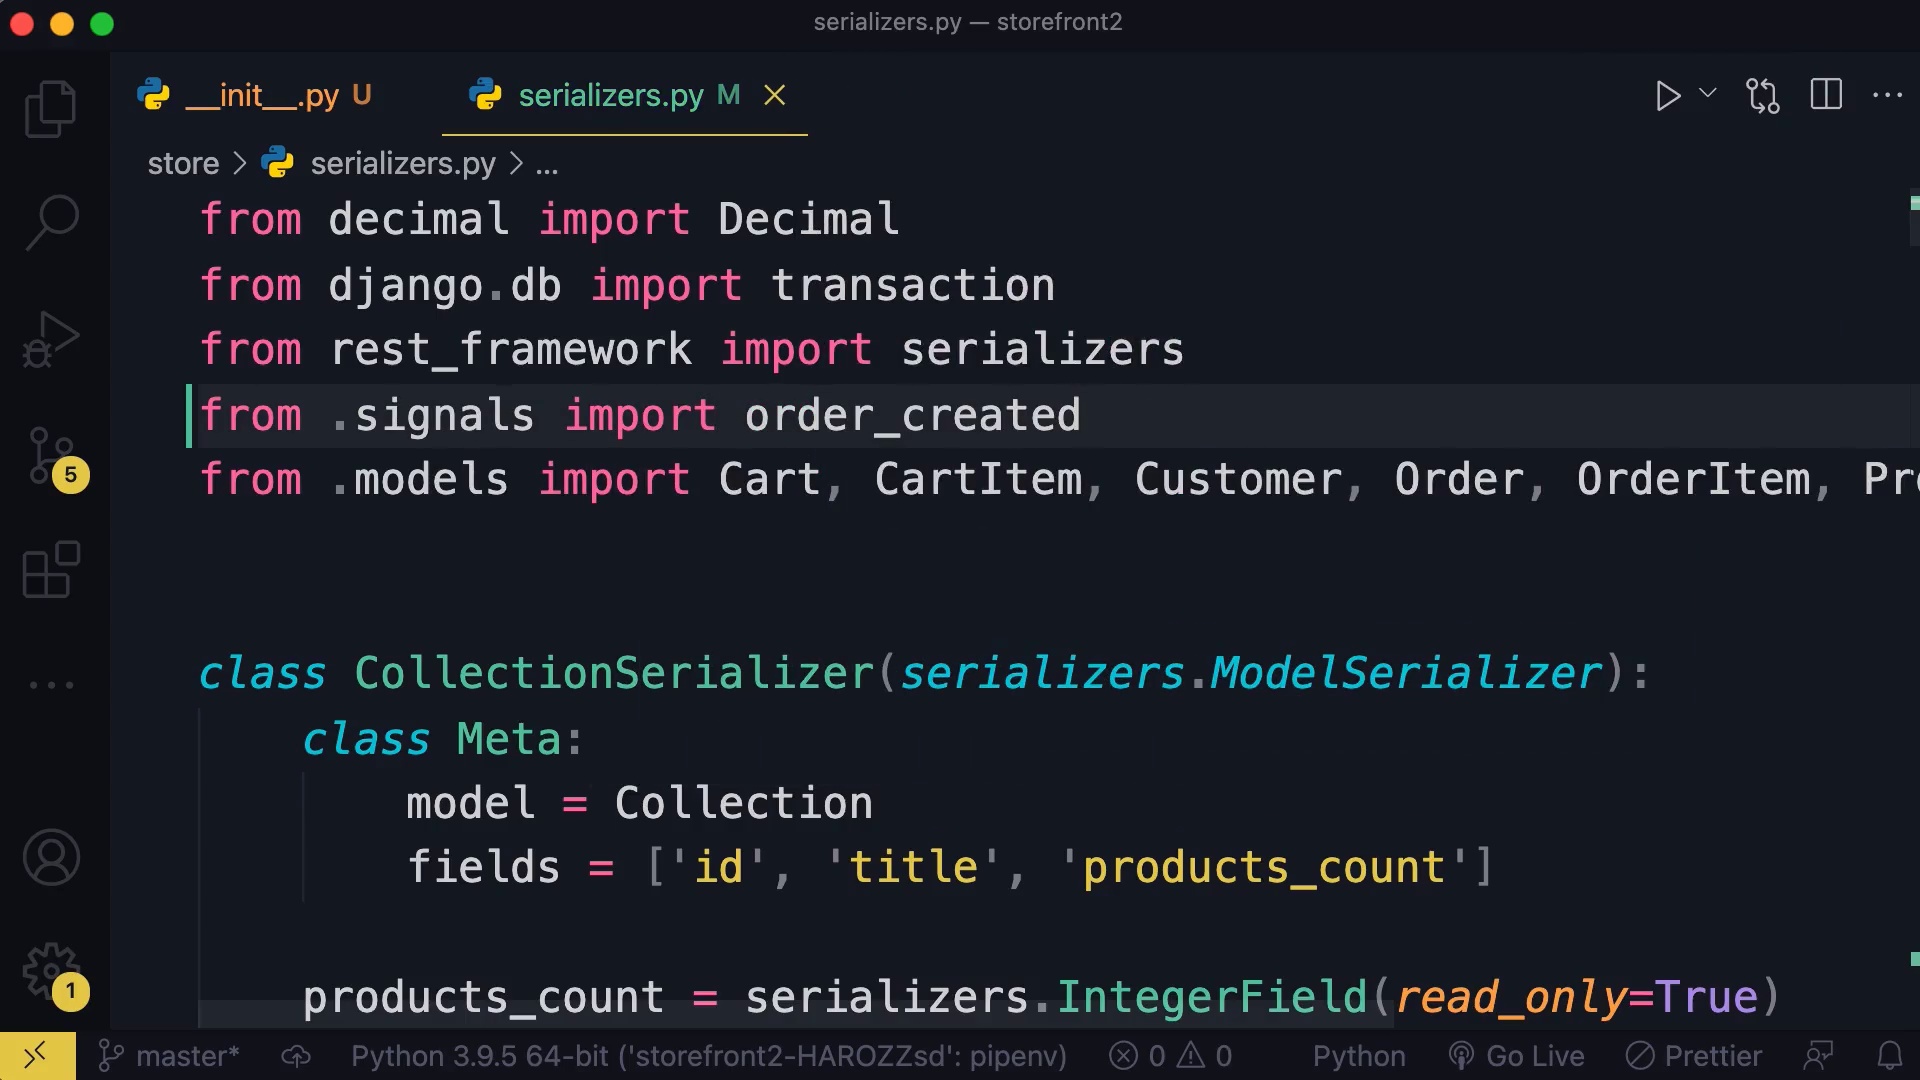 serializers.py — storefront2
__init__.py U
serializers.py M
store > serializers.py > ...
from decimal import Decimal
from django.db import transaction
from rest_framework import serializers
from .signals import order_created
from .models import Cart, CartItem, Customer, Order, OrderItem,
class CollectionSerializer(serializers.ModelSerializer):
class Meta:
model = Collection
fields = ['id', 'title', 'products_count']
products_count = serializers.IntegerField(read_only=True)
5
1
master* Python 3.9.5 64-bit ('storefront2-HAROZZsd': pipenv) 0 0 Python Go Live Prettier